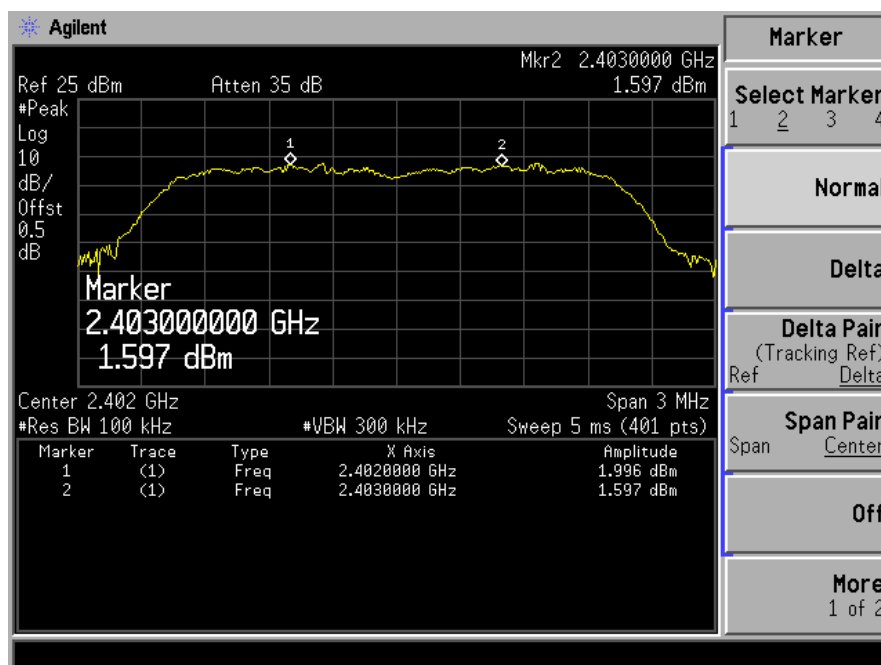 Agilent
Mkr2 2.4030000 GHz
Ref 25 dBm Atten 35 dB 1.597 dBm
#Peak
Log
10
dB/
Offst
0.5
dB
1
2
Marker
2.403000000 GHz
1.597 dBm
Center 2.402 GHz Span 3 MHz
#Res BW 100 kHz #VBW 300 kHz Sweep 5 ms (401 pts)
Marker Trace Type X Axis Amplitude
1 (1) Freq 2.4020000 GHz 1.996 dBm
2 (1) Freq 2.4030000 GHz 1.597 dBm
Marker
Select Marker
1 2 3 4
Normal
Delta
Delta Pair
(Tracking Ref)
Ref Delta
Span Pair
Span Center
Off
More
1 of 2